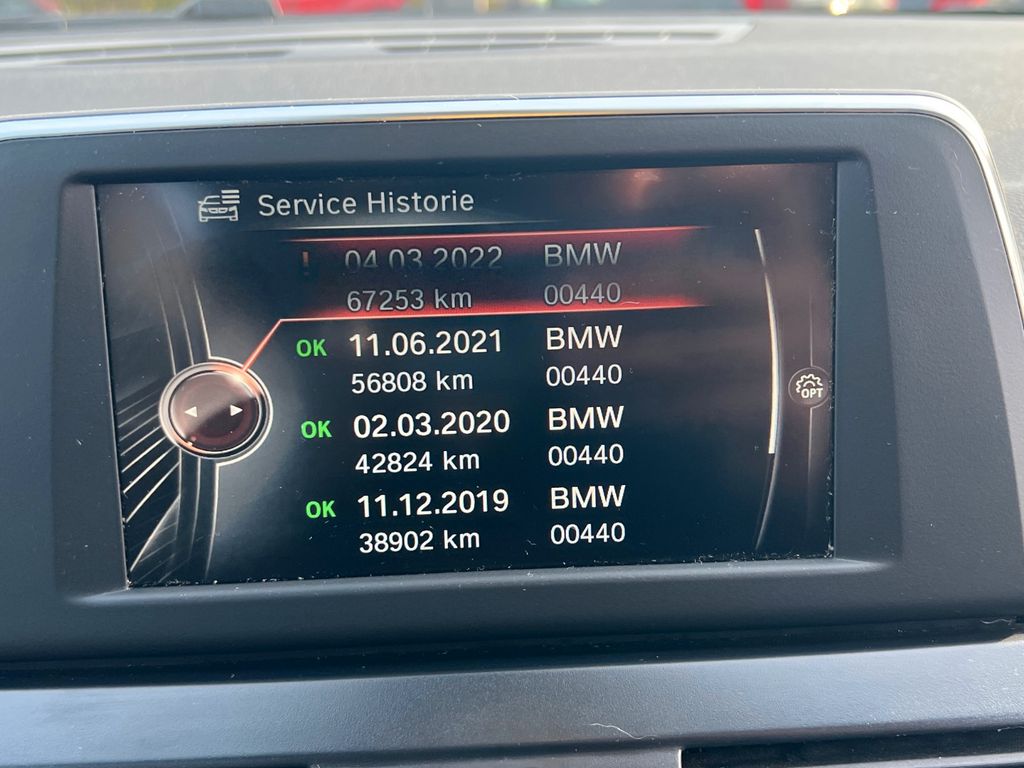 Service Historie
! 04.03.2022 BMW
67253 km 00440
OK 11.06.2021 BMW
56808 km 00440
OK 02.03.2020 BMW
42824 km 00440
OK 11.12.2019 BMW
38902 km 00440
OPT